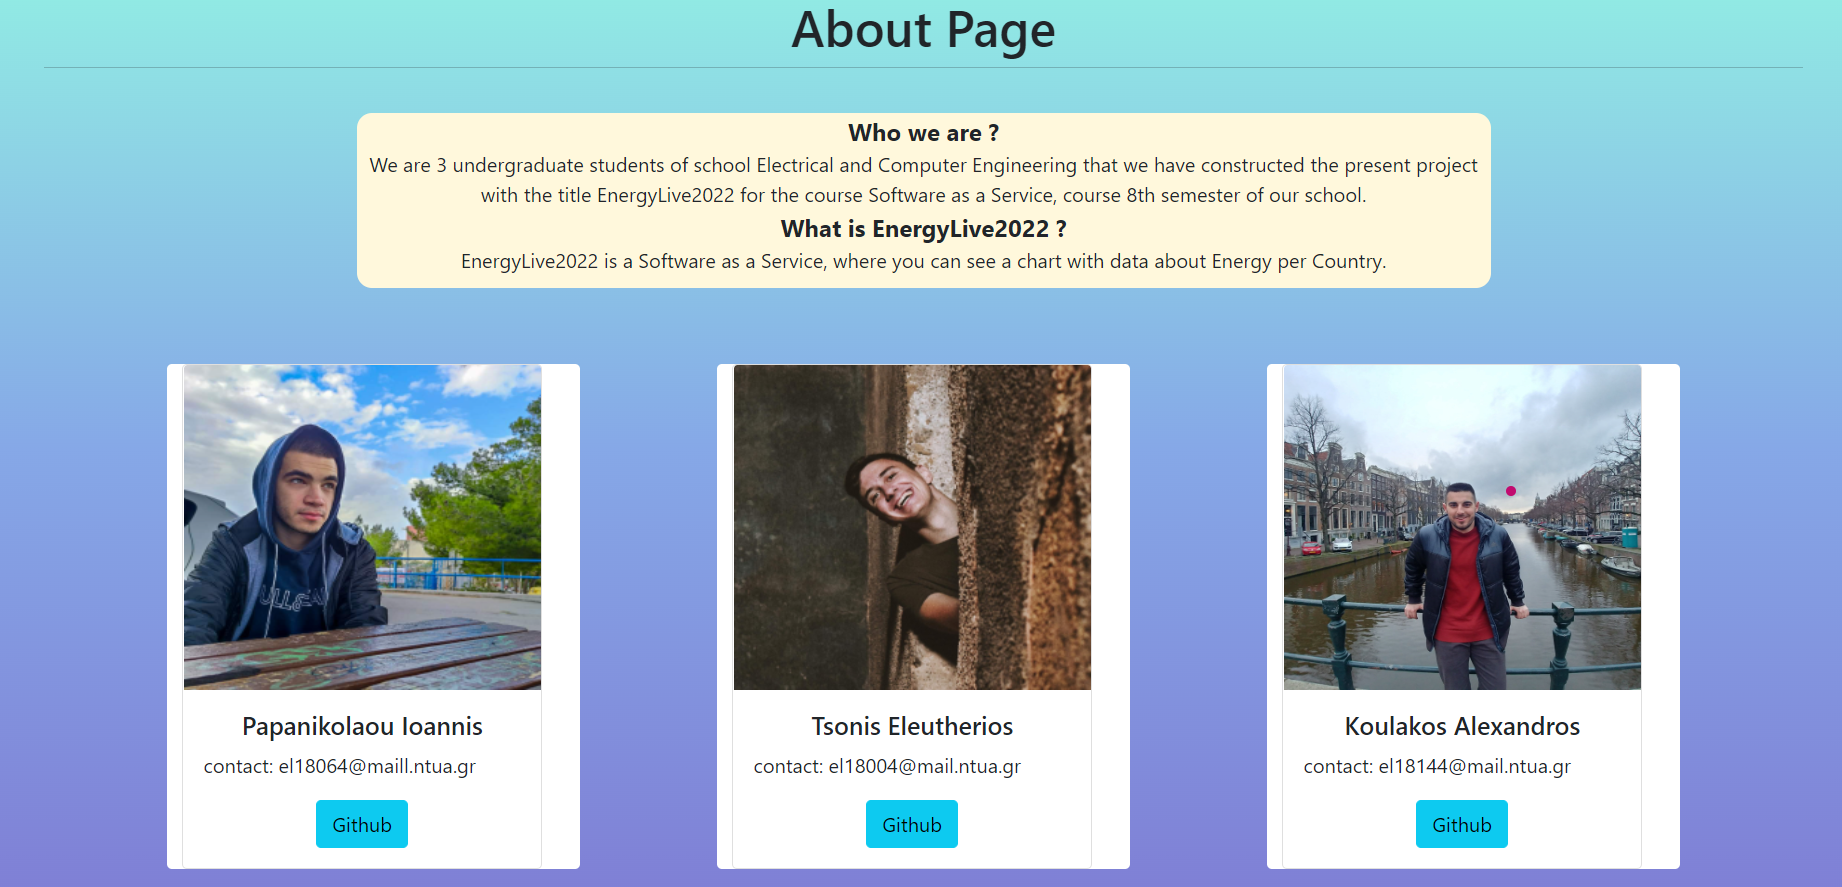 About Page
Who we are ?
We are 3 undergraduate students of school Electrical and Computer Engineering that we have constructed the present project
with the title EnergyLive2022 for the course Software as a Service, course 8th semester of our school.
What is EnergyLive2022 ?
EnergyLive2022 is a Software as a Service, where you can see a chart with data about Energy per Country.
Papanikolaou Ioannis
contact: el18064@maill.ntua.gr
Github
Tsonis Eleutherios
contact: el18004@mail.ntua.gr
Github
Koulakos Alexandros
contact: el18144@mail.ntua.gr
Github